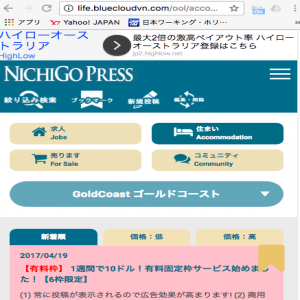 life.bluecloudvn.com/ool/acco...
アプリ Yahoo! JAPAN 日本ワーキング・ホリ
ハイローオーストラリア
HighLow
最大2倍の激高ペイアウト率 ハイローオーストラリア登録はこちら
jp2.highlow.net
NICHIGO PRESS
絞り込み検索 ブックマーク 新規投稿 編集・削除
求人
Jobs
住まい
Accommodation
売ります
For Sale
コミュニティ
Community
GoldCoast ゴールドコースト
新着順 価格：低 価格：高
2017/04/19
【有料枠】 1週間で10ドル！有料固定枠サービス始めました！【6枠限定】
(1) 常に投稿が表示されるので広告効果が高まります! (2) 商用